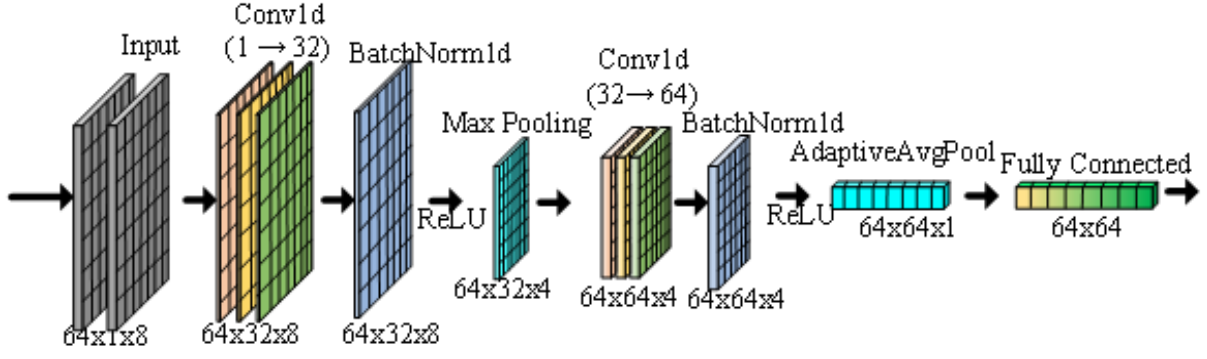 Input
Conv1d
(1 → 32)
BatchNorm1d
Max Pooling
Conv1d
(32→ 64)
BatchNorm1d
AdaptiveAvgPool
Fully Connected
ReLU
ReLU
64x1x8
64x32x8
64x32x8
64x32x4
64x64x4
64x64x4
64x64x1
64x64